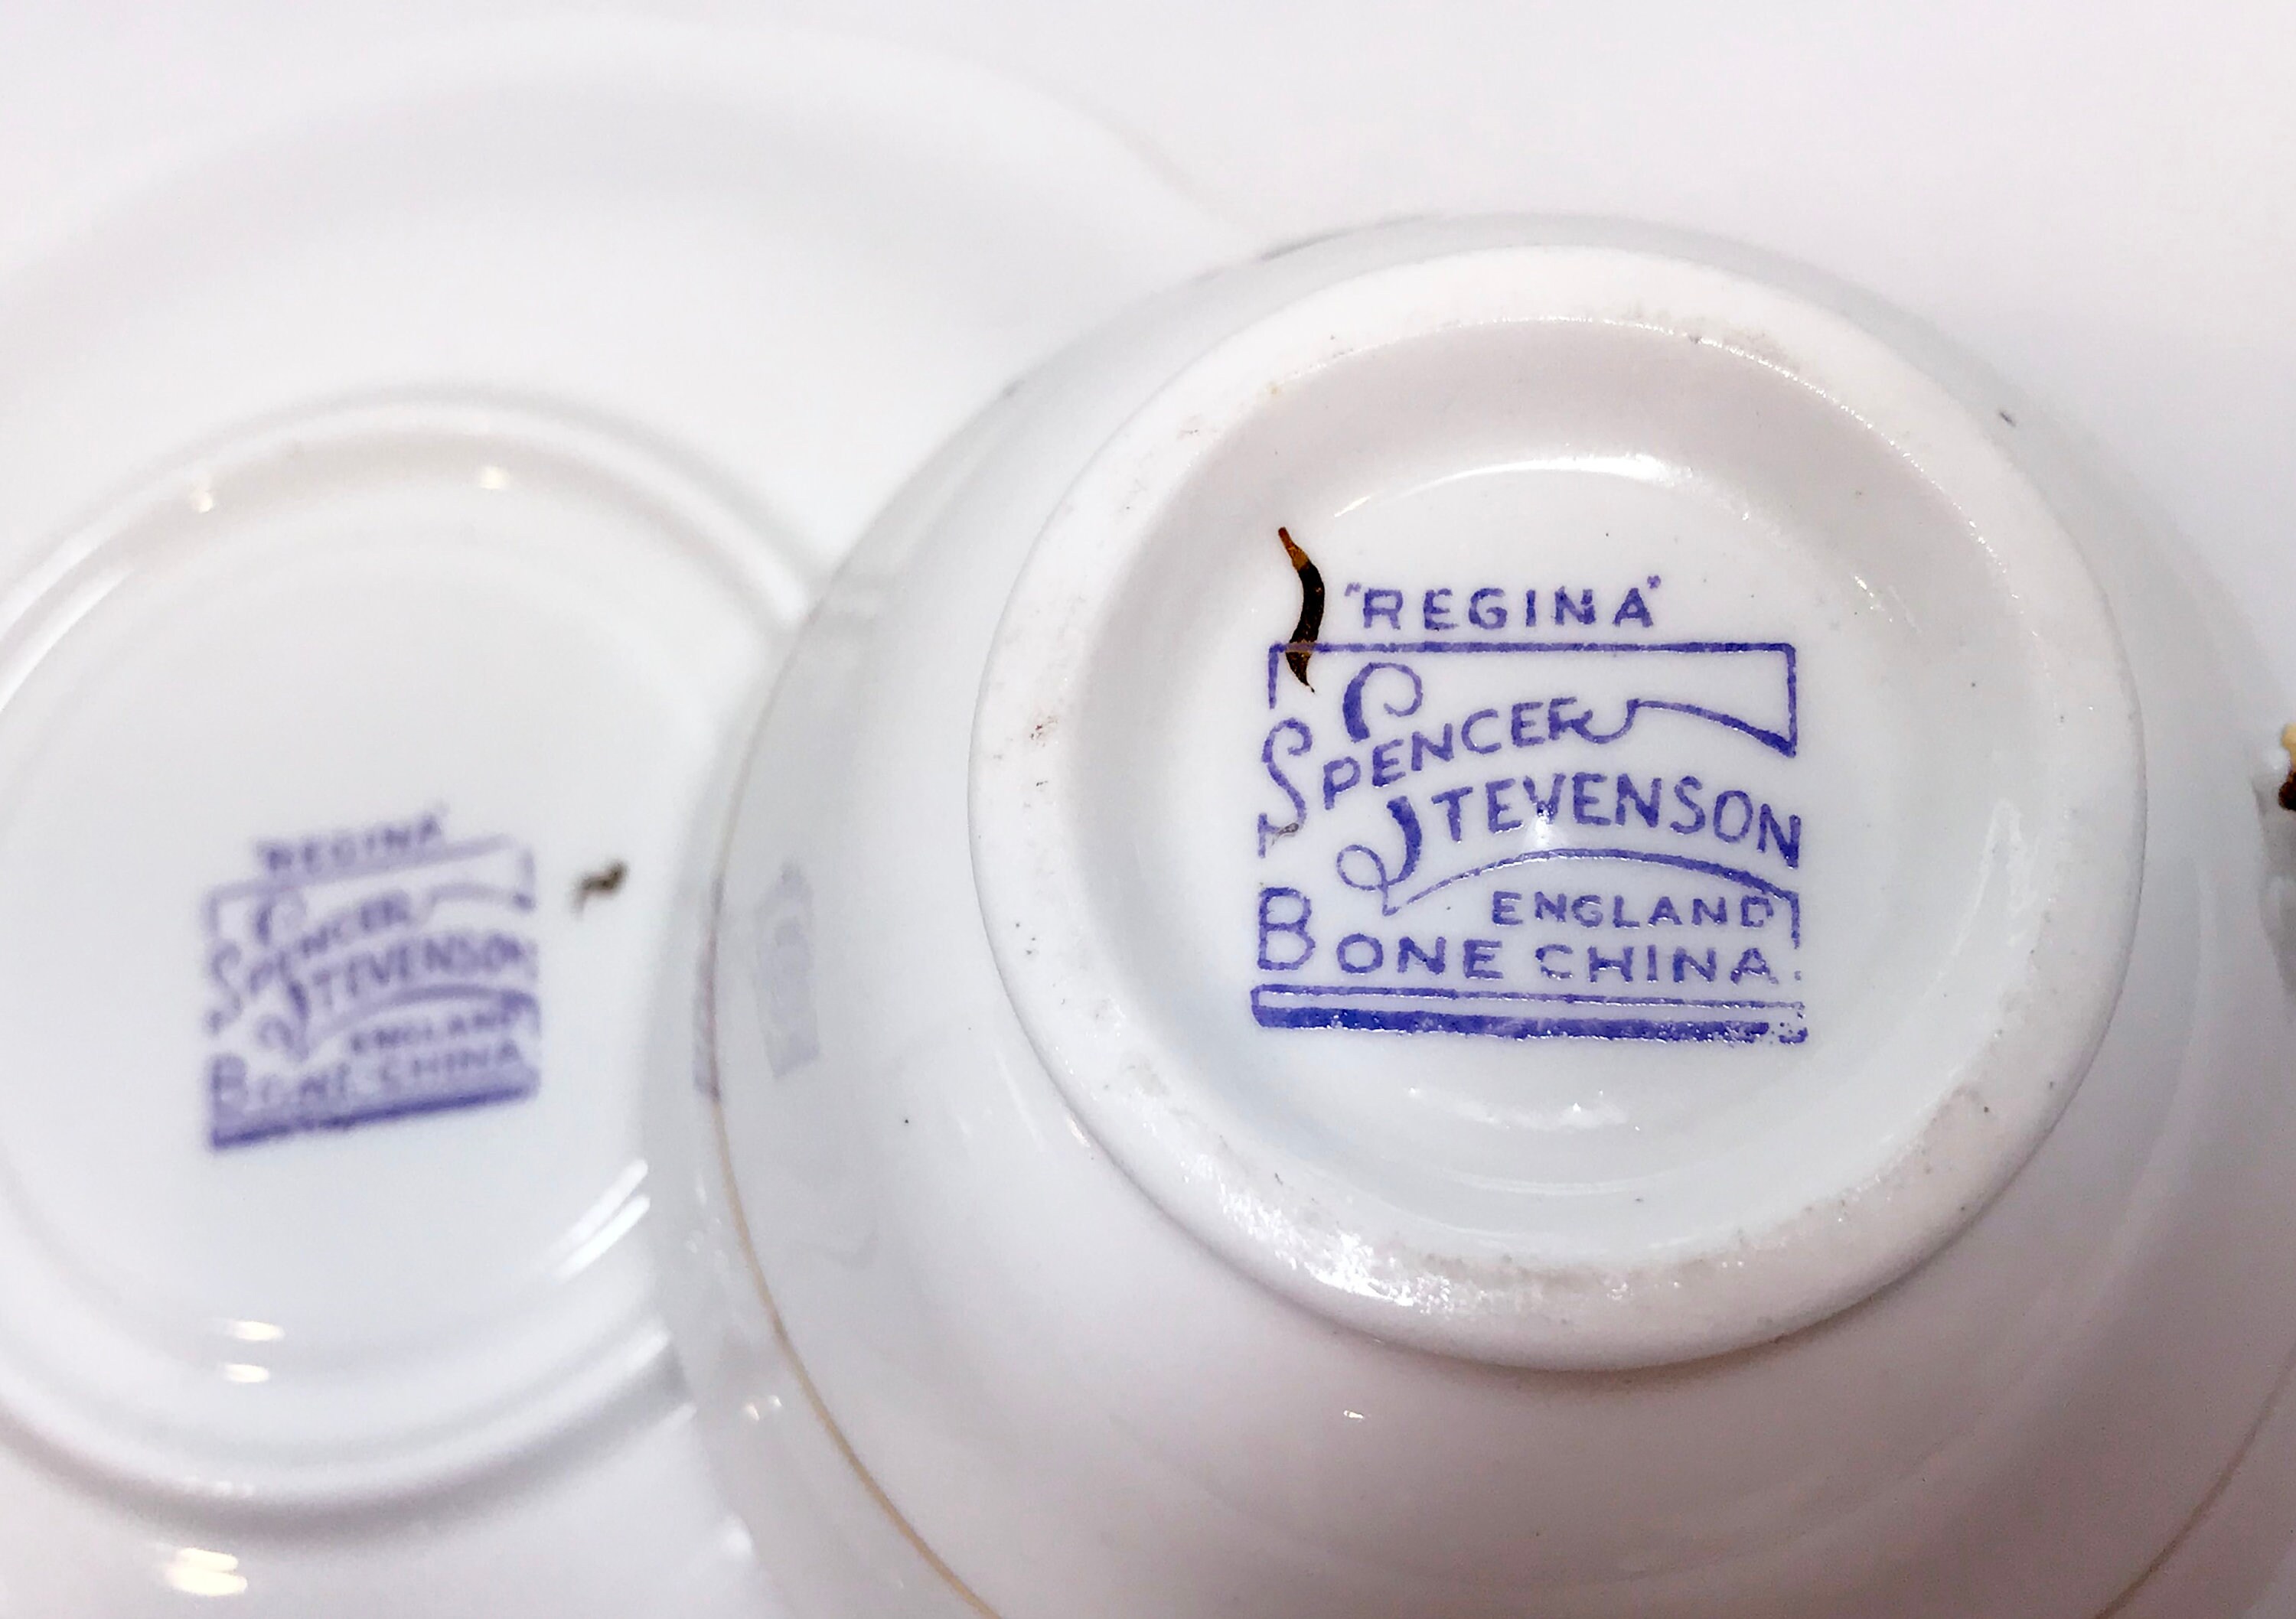 "REGINA"
SPENCER
STEVENSON
ENGLAND
BONE CHINA.
"REGINA"
SPENCER
STEVENSON
ENGLAND
BONE CHINA